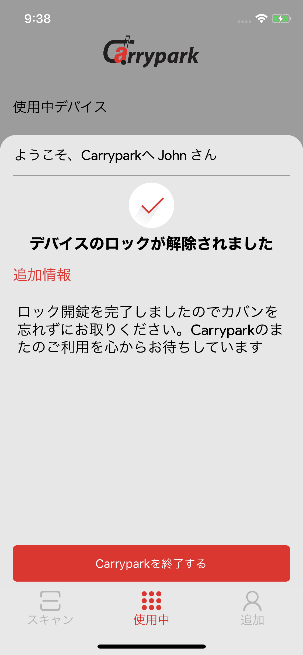 9:38
Carrypark
使用中デバイス
ようこそ、Carryparkへ John さん
デバイスのロックが解除されました
追加情報
ロック開錠を完了しましたのでカバンを
忘れずにお取りください。Carryparkのま
たのご利用を心からお待ちしています
Carryparkを終了する
スキャン
使用中
追加